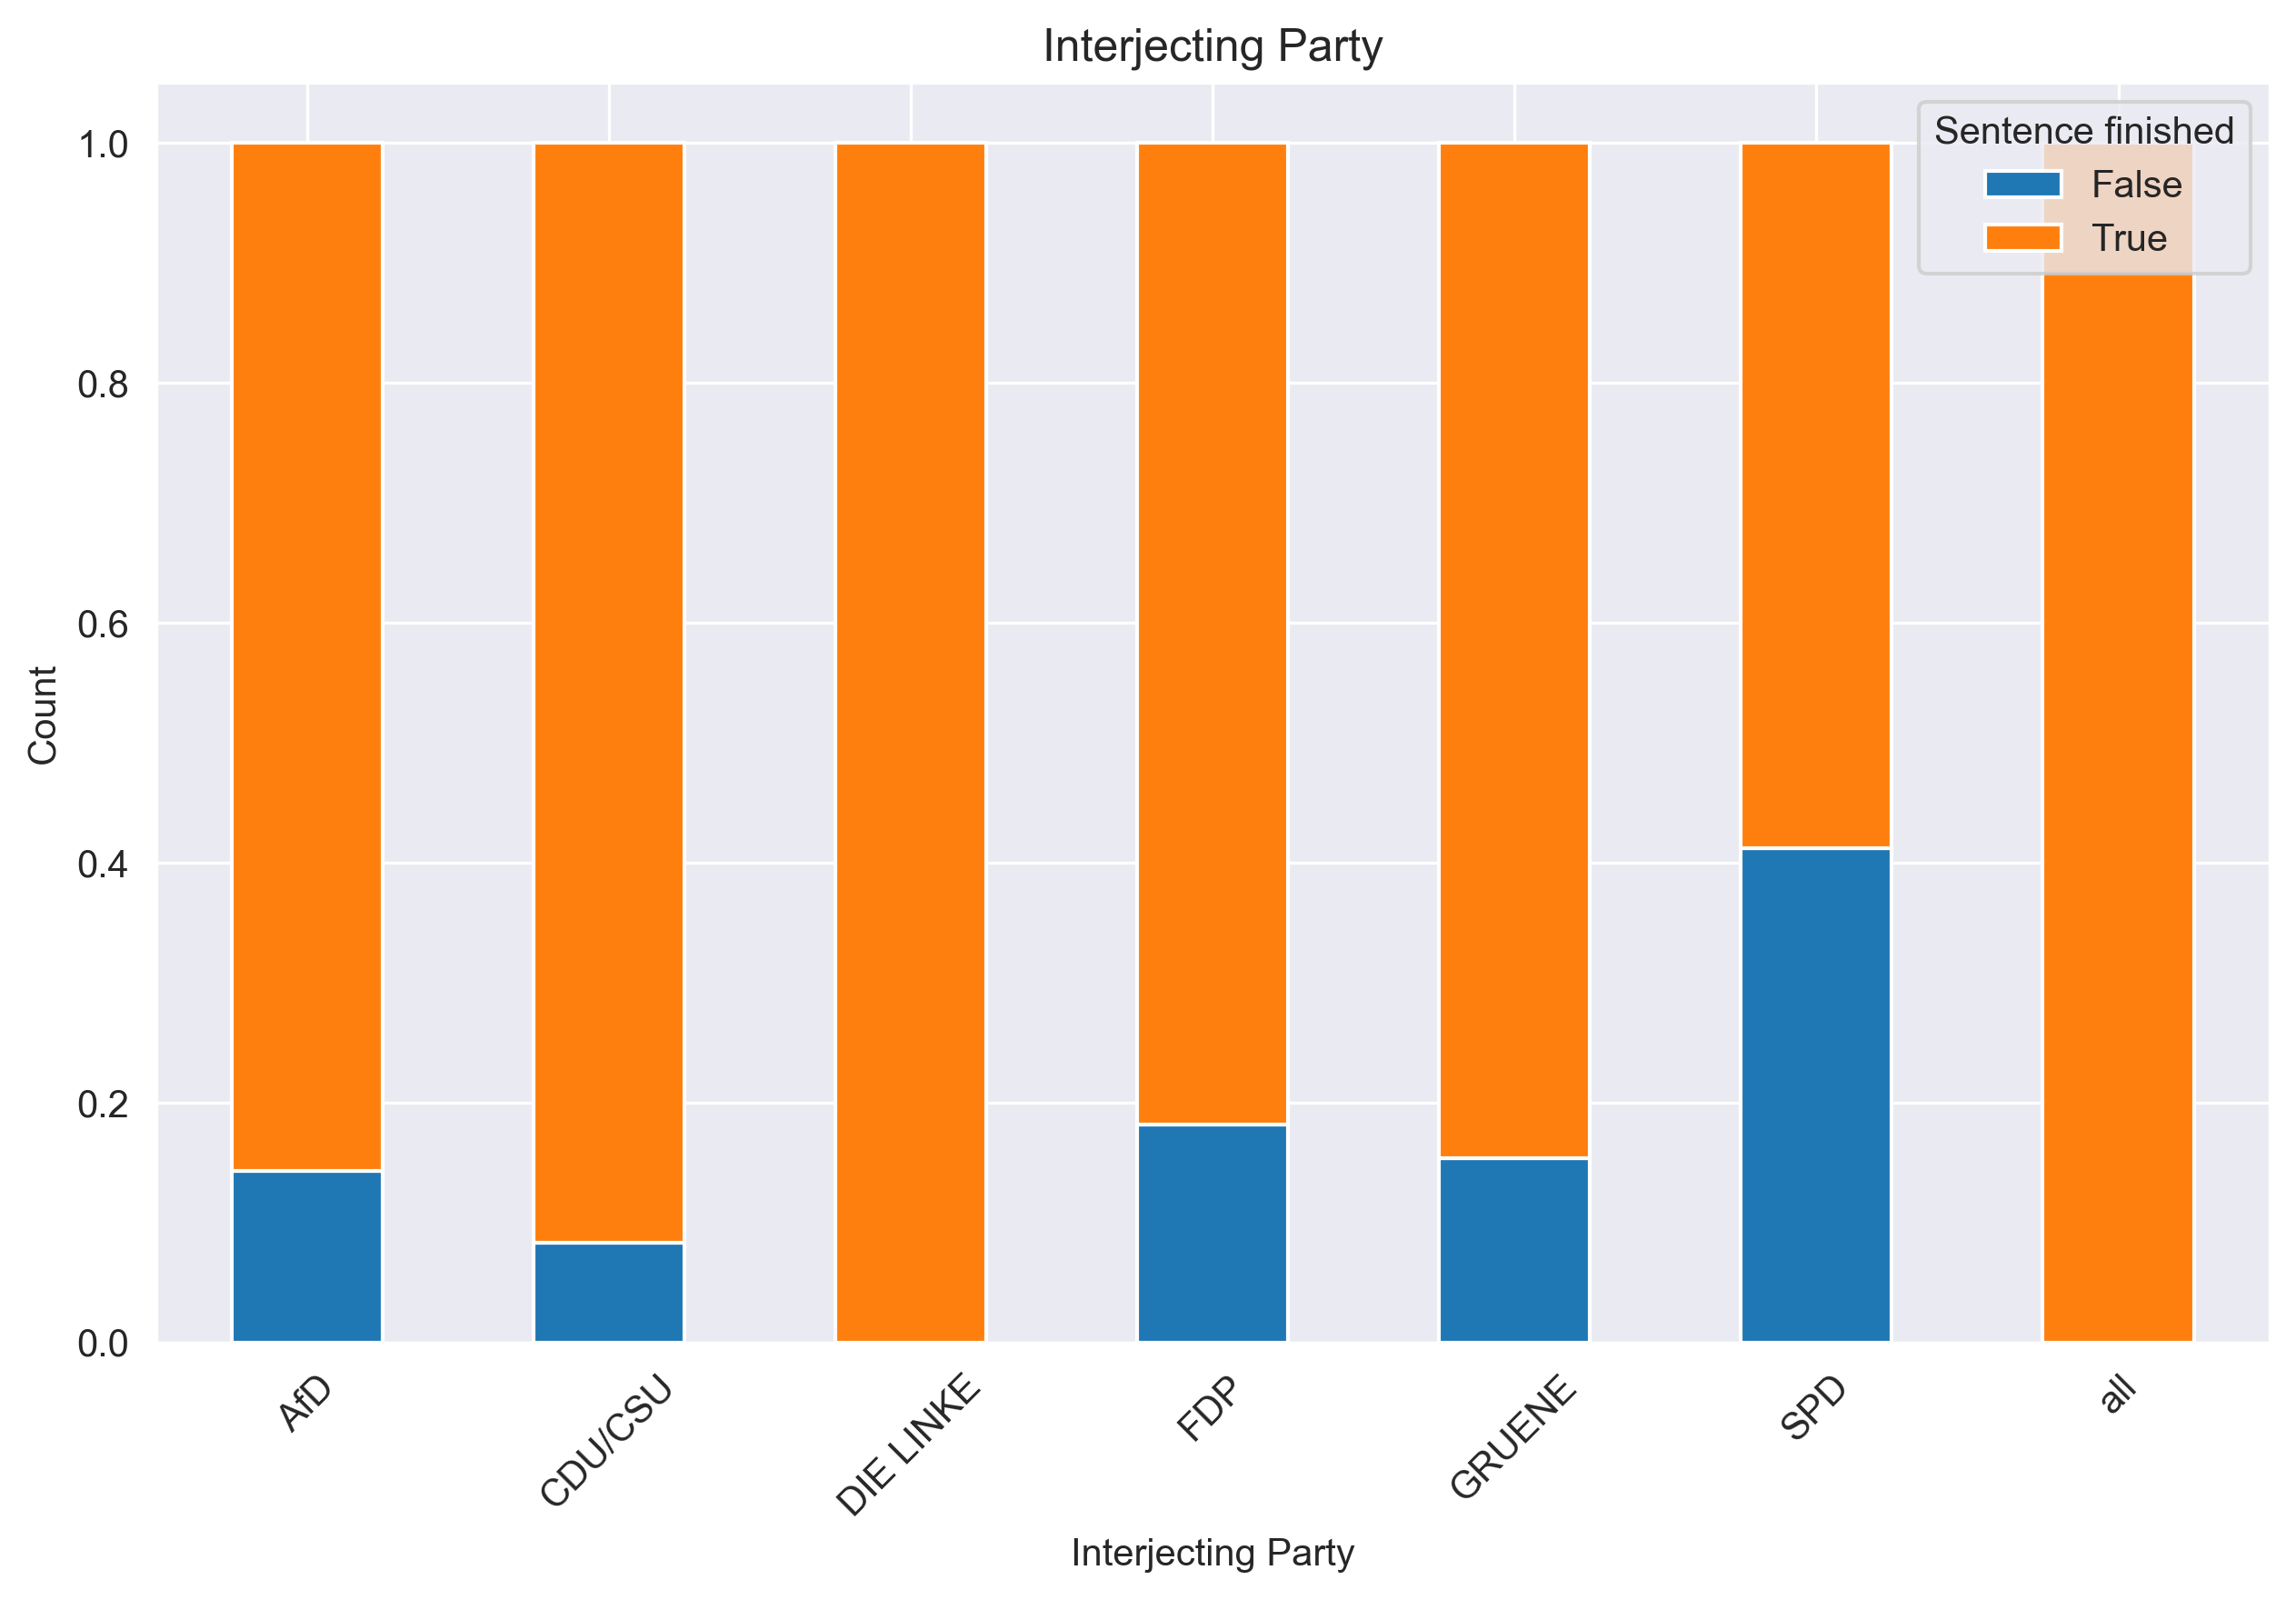 Interjecting Party
Sentence finished
False
True
1.0
0.8
0.6
0.4
0.2
0.0
Count
AfD
CDU/CSU
DIE LINKE
FDP
GRUENE
SPD
all
Interjecting Party